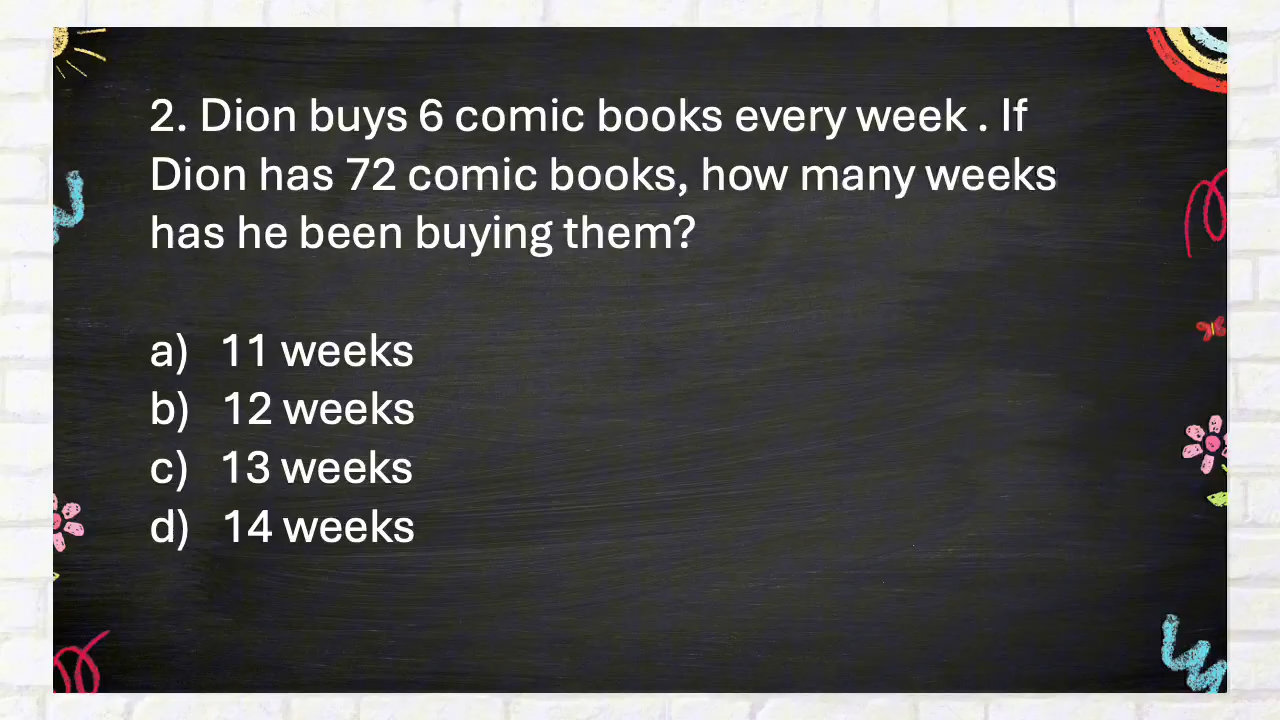 2. Dion buys 6 comic books every week . If
Dion has 72 comic books, how many weeks
has he been buying them?
a) 11 weeks
b) 12 weeks
c) 13 weeks
d) 14 weeks